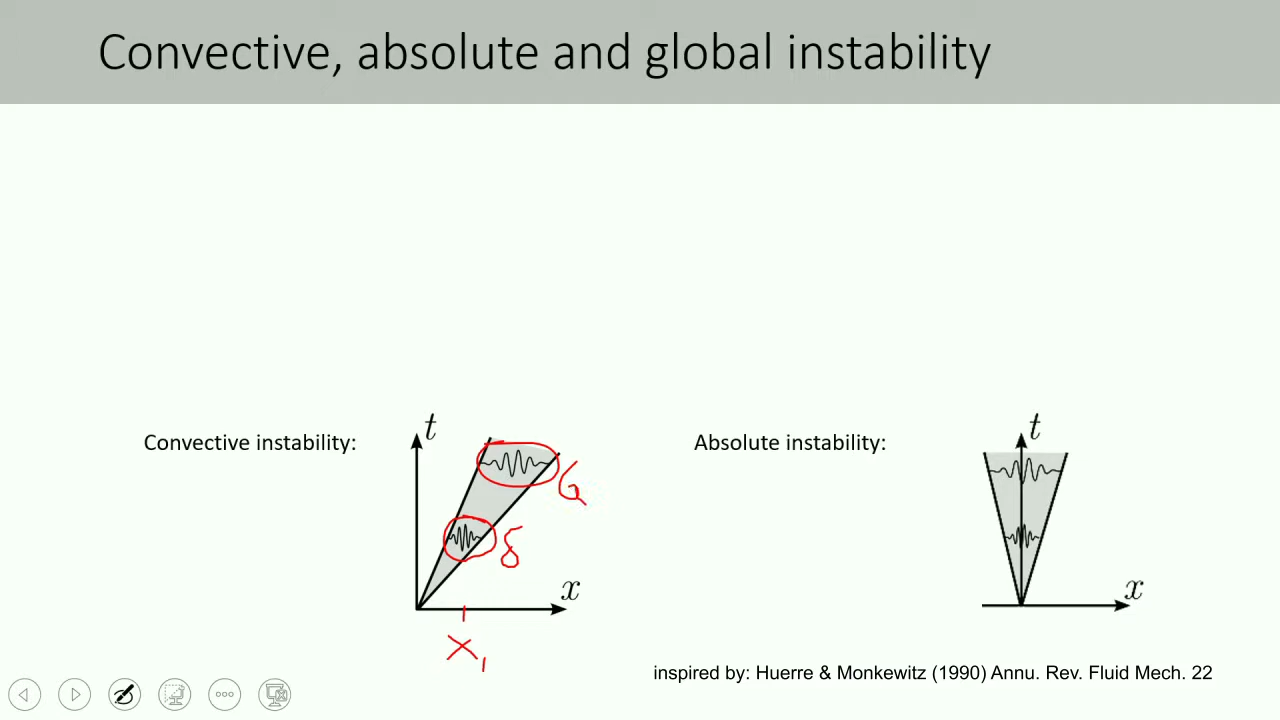 Convective, absolute and global instability
Convective instability:
t
x
δ
G
x₁
Absolute instability:
t
x
inspired by: Huerre & Monkewitz (1990) Annu. Rev. Fluid Mech. 22